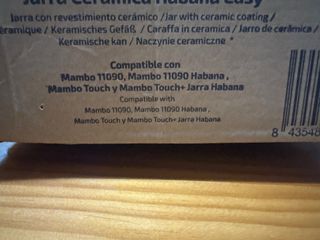 Jarra Cerámica Habana Easy
Jarra con revestimiento cerámico /Jar with ceramic coating /
éramique / Keramisches Gefäß / Caraffa in ceramica / Jarro de cerâmica /
Keramische kan / Naczynie ceramiczne *
Compatible con
Mambo 11090, Mambo 11090 Habana,
Mambo Touch y Mambo Touch+ Jarra Habana
Compatible with
Mambo 11090, Mambo 11090 Habana,
Mambo Touch y Mambo Touch+ Jarra Habana
8 43548